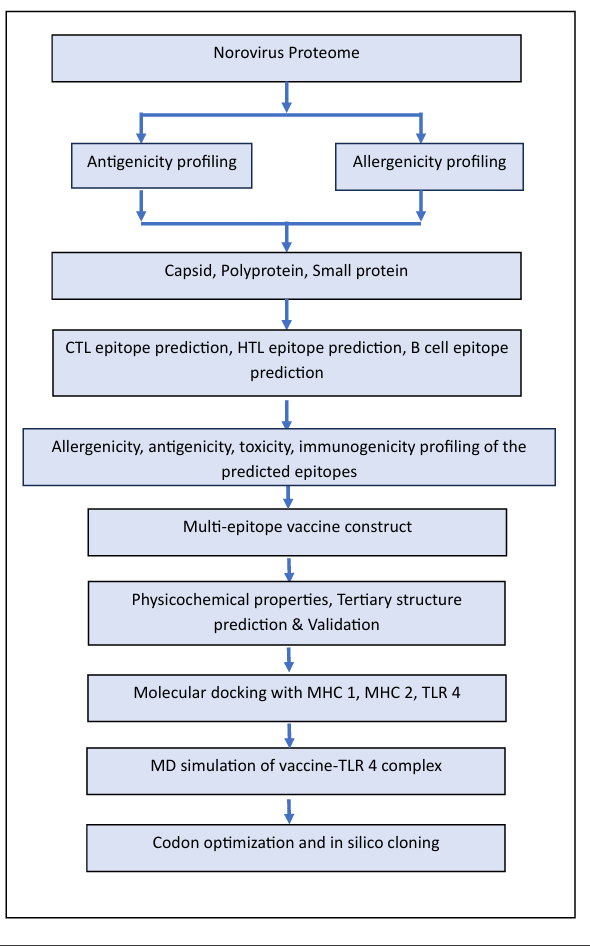 Norovirus Proteome
Antigenicity profiling
Allergenicity profiling
Capsid, Polyprotein, Small protein
CTL epitope prediction, HTL epitope prediction, B cell epitope
prediction
Allergenicity, antigenicity, toxicity, immunogenicity profiling of the
predicted epitopes
Multi-epitope vaccine construct
Physicochemical properties, Tertiary structure
prediction & Validation
Molecular docking with MHC 1, MHC 2, TLR 4
MD simulation of vaccine-TLR 4 complex
Codon optimization and in silico cloning